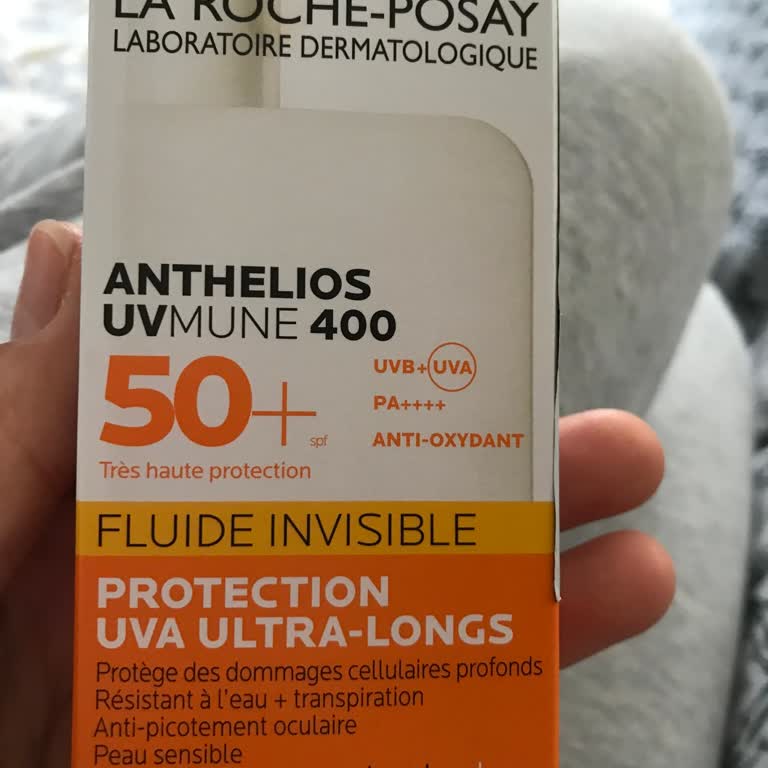 LA ROCHE-POSAY
LABORATOIRE DERMATOLOGIQUE
ANTHELIOS
UVMUNE 400
50+
spf
Très haute protection
UVB+UVA
PA++++
ANTI-OXYDANT
FLUIDE INVISIBLE
PROTECTION
UVA ULTRA-LONGS
Protège des dommages cellulaires profonds
Résistant à l'eau + transpiration
Anti-picotement oculaire
Peau sensible